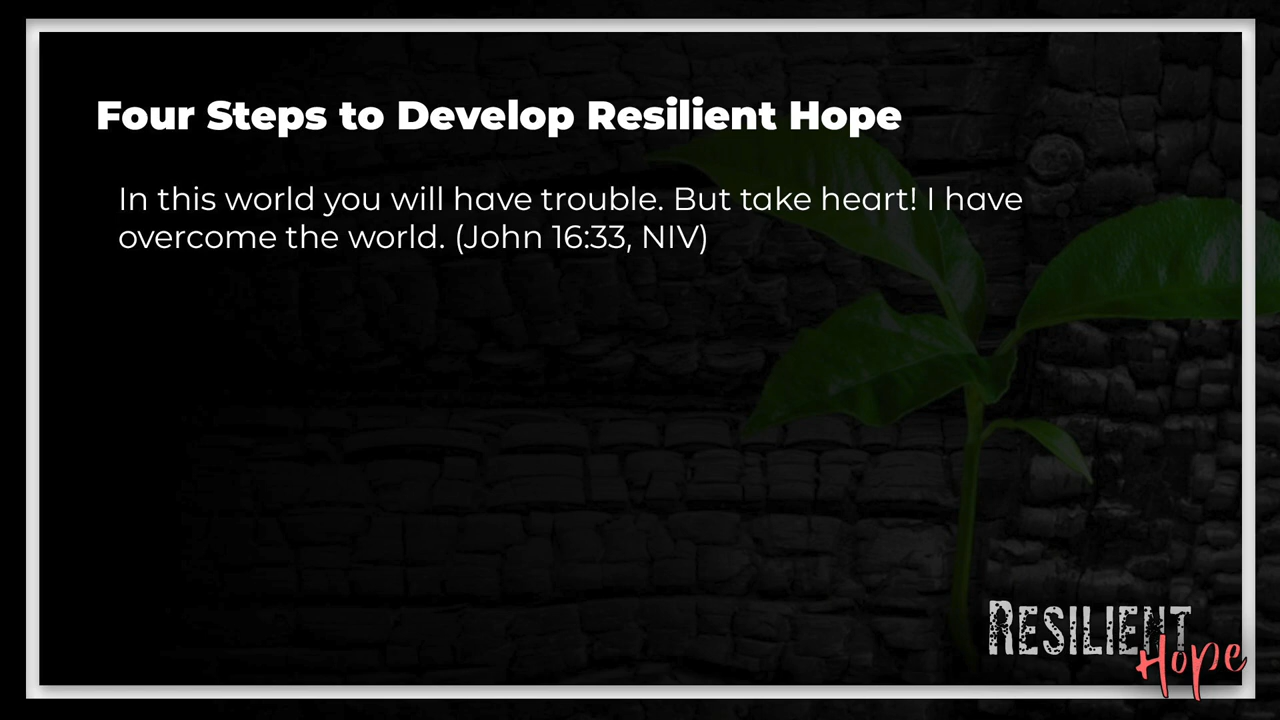 Four Steps to Develop Resilient Hope
In this world you will have trouble. But take heart! I have
overcome the world. (John 16:33, NIV)
RESILIENT
Hope